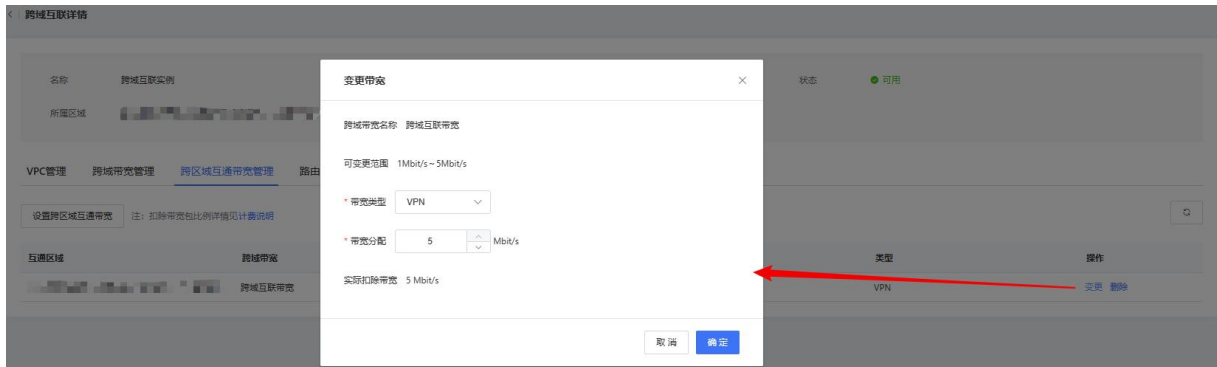 跨域互联详情
名称 跨域互联实例
状态 可用
所属区域
VPC管理 跨域带宽管理 跨区域互通带宽管理 路由
设置跨区域互通带宽 注：扣除带宽包比例详情见计费说明
互通区域 跨域带宽 类型 操作
跨域互联带宽 VPN 变更 删除
变更带宽
跨域带宽名称 跨域互联带宽
可变更范围 1Mbit/s~5Mbit/s
* 带宽类型 VPN
* 带宽分配 5 Mbit/s
实际扣除带宽 5 Mbit/s
取消 确定